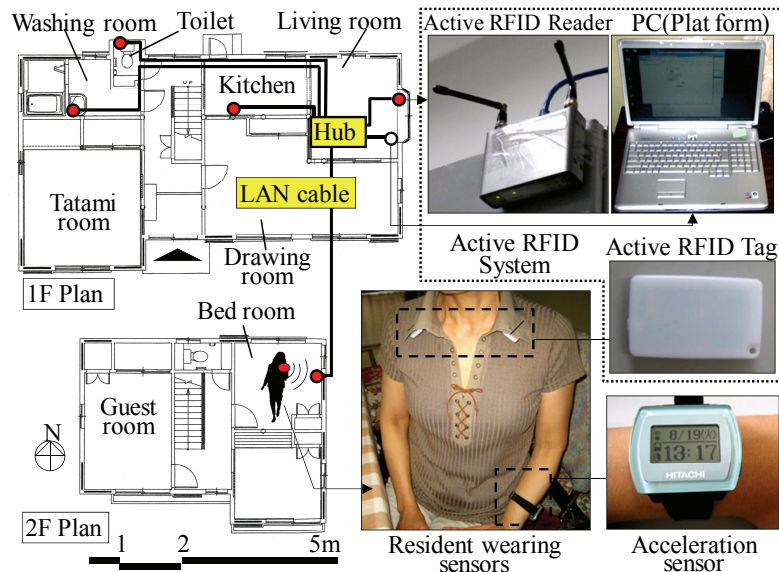 Washing room
Toilet
Living room
Kitchen
Hub
LAN cable
Tatami
room
Drawing
room
1F Plan
Active RFID Reader
PC(Plat form)
Active RFID
System
Active RFID Tag
Bed room
Guest
room
N
2F Plan
1 2 5m
Resident wearing
sensors
8/19(火)
13:17
HITACHI
Acceleration
sensor